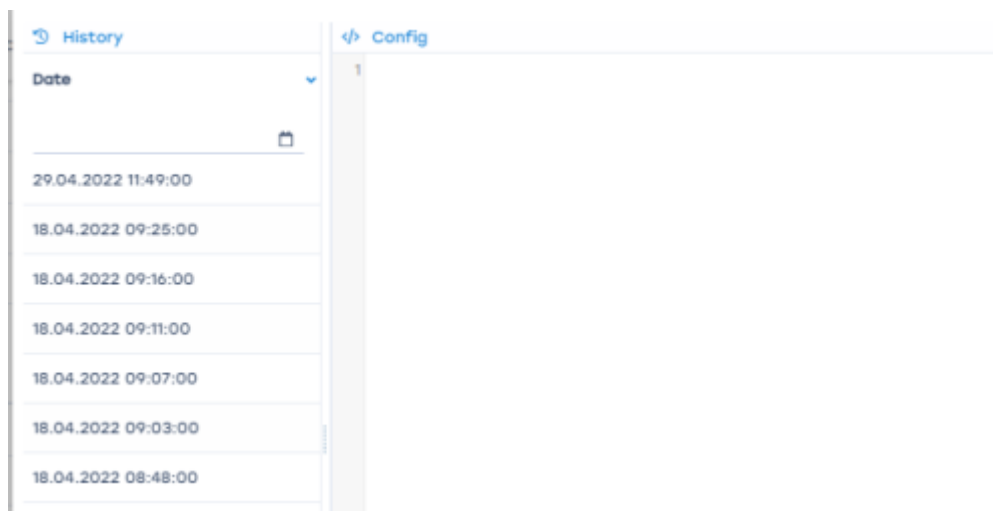 History
Date
29.04.2022 11:49:00
18.04.2022 09:25:00
18.04.2022 09:16:00
18.04.2022 09:11:00
18.04.2022 09:07:00
18.04.2022 09:03:00
18.04.2022 08:48:00
</> Config
1